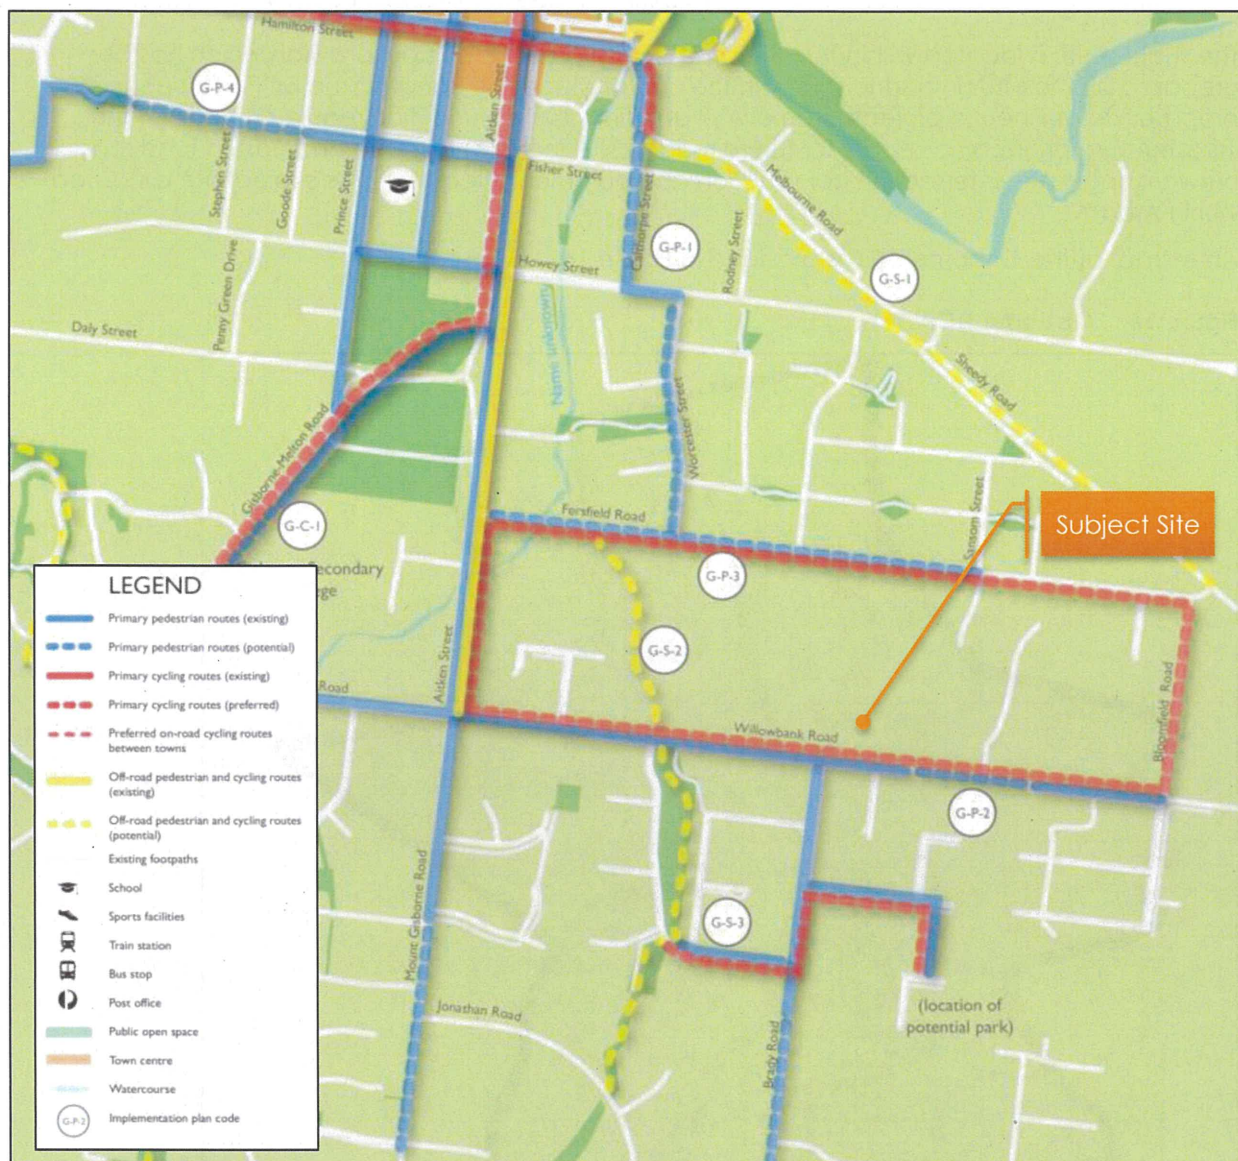 Hamilton Street
G-P-4
Aitken Street
Stephen Street
Goode Street
Prince Street
Fisher Street
Melbourne Road
Calthorpe Street
G-P-1
Rodney Street
G-S-1
Penny Green Drive
Howey Street
Name Unknown
Daly Street
Sheedy Road
Worcester Street
Gisborne-Melton Road
G-C-1
Fersfield Road
Sansom Street
Subject Site
G-P-3
Secondary
ege
G-S-2
Aitken Street
Road
Willowbank Road
Bloomfield Road
G-P-2
Mount Gisborne Road
G-S-3
Jonathan Road
Brady Road
(location of
potential park)
LEGEND
Primary pedestrian routes (existing)
Primary pedestrian routes (potential)
Primary cycling routes (existing)
Primary cycling routes (preferred)
Preferred on-road cycling routes
between towns
Off-road pedestrian and cycling routes
(existing)
Off-road pedestrian and cycling routes
(potential)
Existing footpaths
School
Sports facilities
Train station
Bus stop
Post office
Public open space
Town centre
Watercourse
G-P-2
Implementation plan code